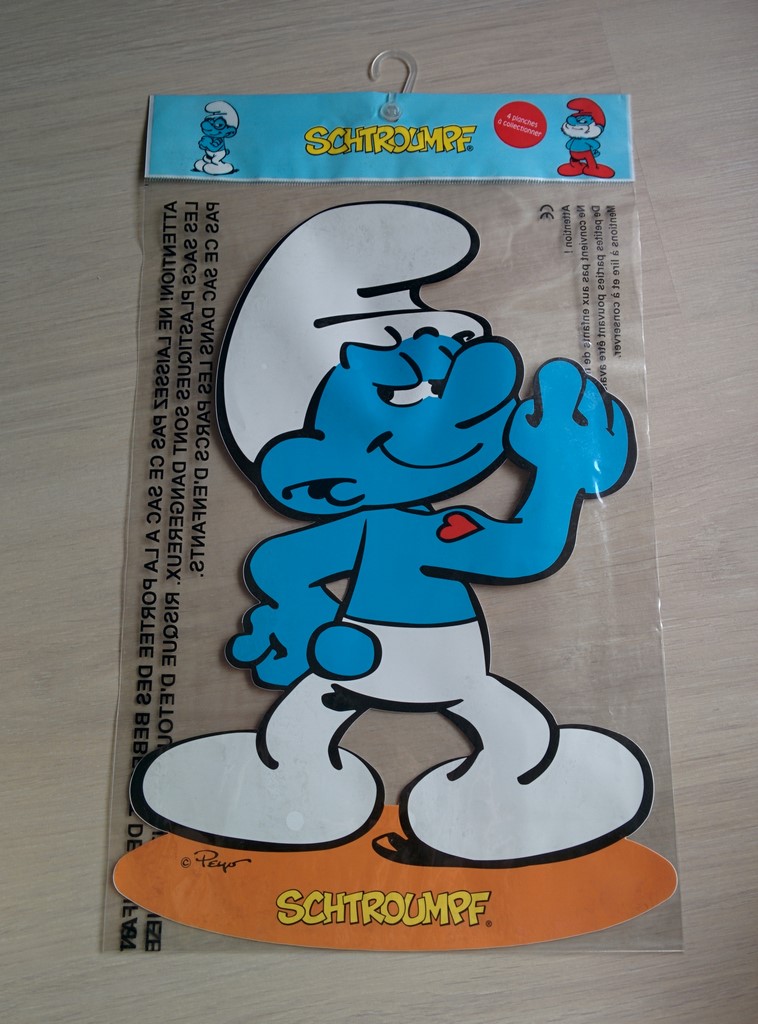 SCHTROUMPF®
4 planches
à collectionner
ATTENTION! NE LAISSEZ PAS CE SAC A LA PORTEE DES BEBES
LES SACS PLASTIQUES SONT DANGEREUX. RISQUE D'ETOU
PAS CE SAC DANS LES PARCS D'ENFANTS.
CE
Attention !
Ne convient pas aux enfants de
De petites parties pouvant être
Mentions à lire et à conserver.
© Peyo
SCHTROUMPF®